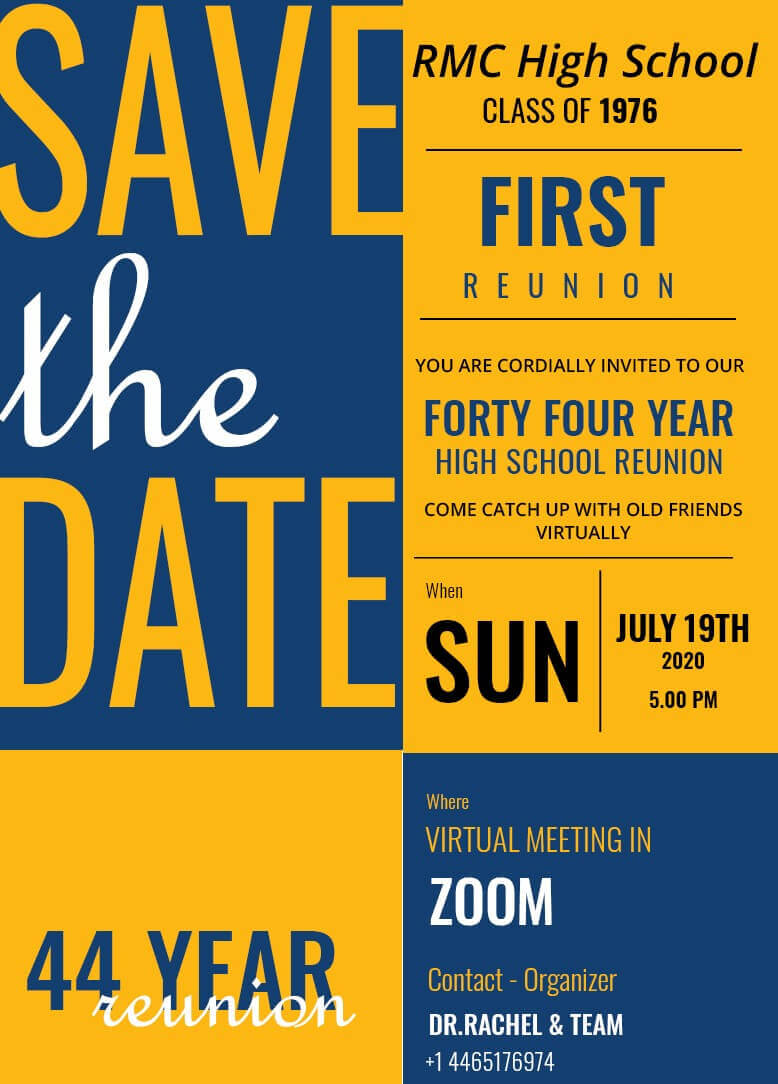 SAVE
the
DATE
44 YEAR
reunion
RMC High School
CLASS OF 1976
FIRST
REUNION
YOU ARE CORDIALLY INVITED TO OUR
FORTY FOUR YEAR
HIGH SCHOOL REUNION
COME CATCH UP WITH OLD FRIENDS
VIRTUALLY
When
SUN
JULY 19TH
2020
5.00 PM
Where
VIRTUAL MEETING IN
ZOOM
Contact - Organizer
DR.RACHEL & TEAM
+1 4465176974